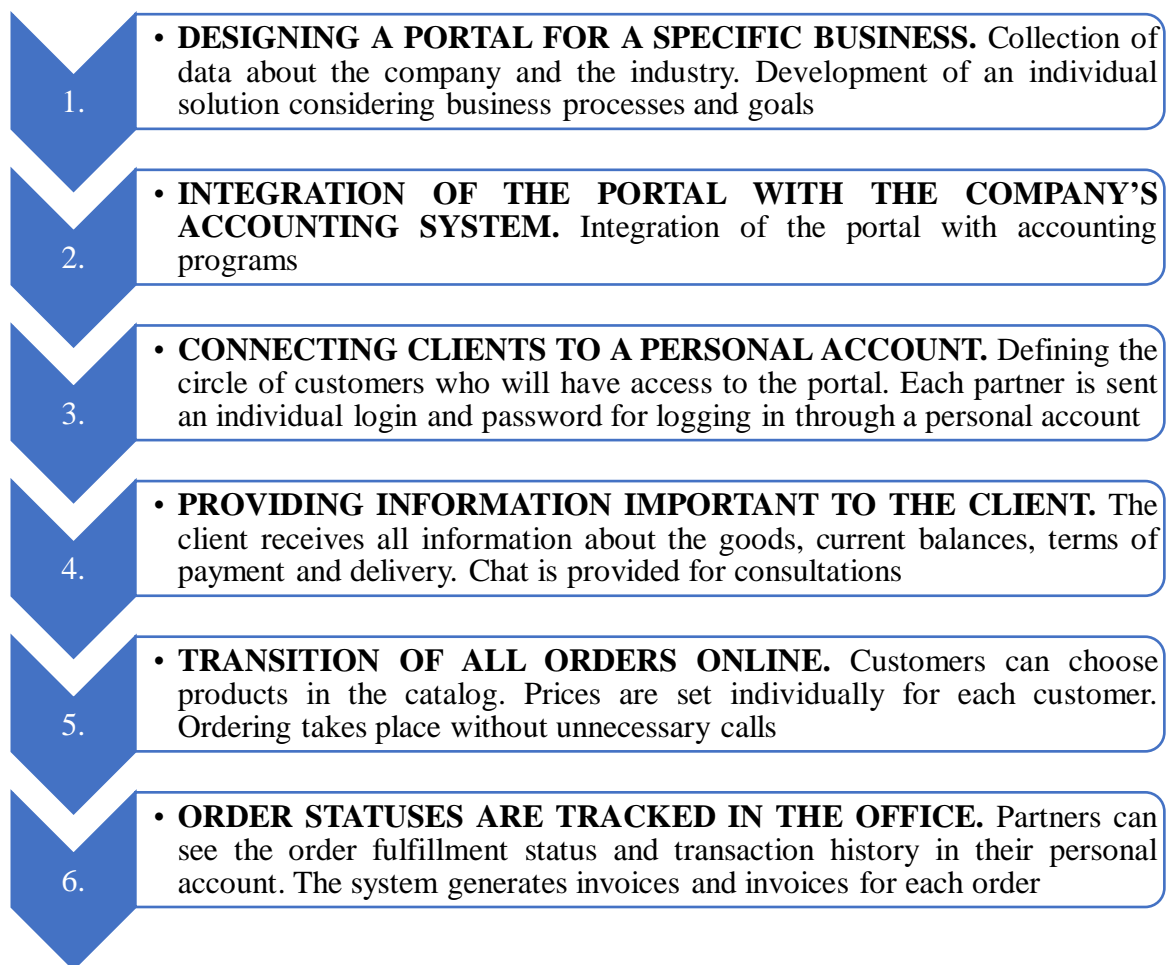 1.
• DESIGNING A PORTAL FOR A SPECIFIC BUSINESS. Collection of
data about the company and the industry. Development of an individual
solution considering business processes and goals
2.
• INTEGRATION OF THE PORTAL WITH THE COMPANY’S
ACCOUNTING SYSTEM. Integration of the portal with accounting
programs
3.
• CONNECTING CLIENTS TO A PERSONAL ACCOUNT. Defining the
circle of customers who will have access to the portal. Each partner is sent
an individual login and password for logging in through a personal account
4.
• PROVIDING INFORMATION IMPORTANT TO THE CLIENT. The
client receives all information about the goods, current balances, terms of
payment and delivery. Chat is provided for consultations
5.
• TRANSITION OF ALL ORDERS ONLINE. Customers can choose
products in the catalog. Prices are set individually for each customer.
Ordering takes place without unnecessary calls
6.
• ORDER STATUSES ARE TRACKED IN THE OFFICE. Partners can
see the order fulfillment status and transaction history in their personal
account. The system generates invoices and invoices for each order